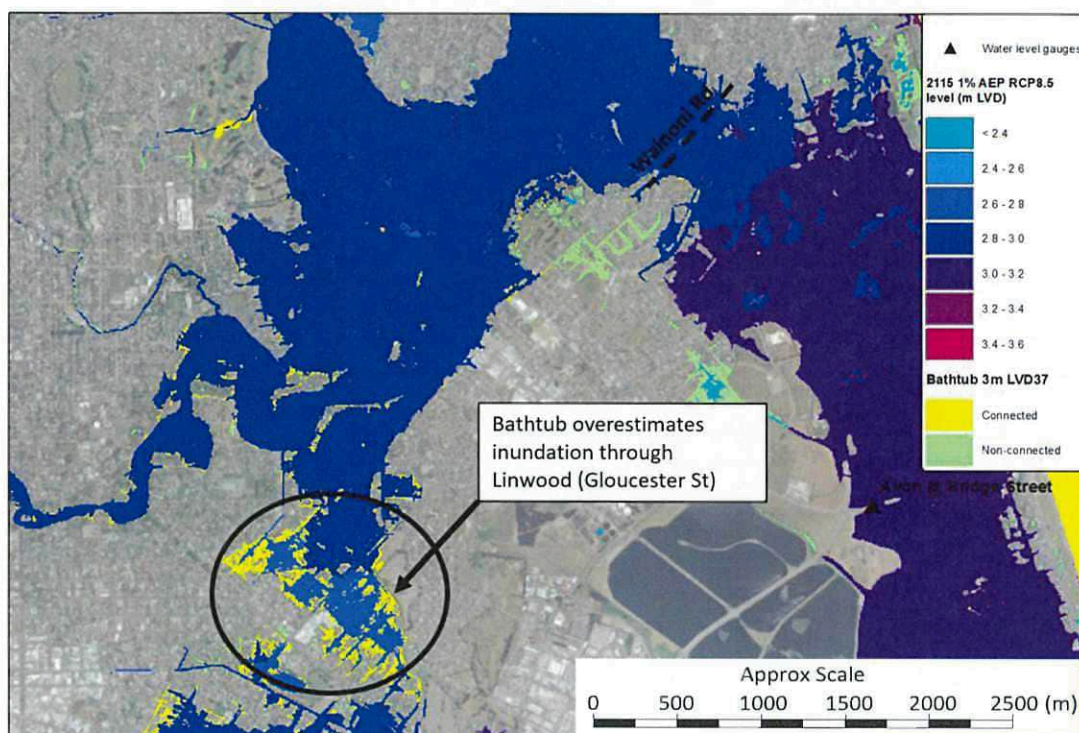 Water level gauges
2115 1% AEP RCP8.5
level (m LVD)
< 2.4
2.4 - 2.6
2.6 - 2.8
2.8 - 3.0
3.0 - 3.2
3.2 - 3.4
3.4 - 3.6
Bathtub 3m LVD37
Connected
Non-connected
Wainoni Rd
Bathtub overestimates
inundation through
Linwood (Gloucester St)
Avon @ Bridge Street
Approx Scale
0 500 1000 1500 2000 2500 (m)